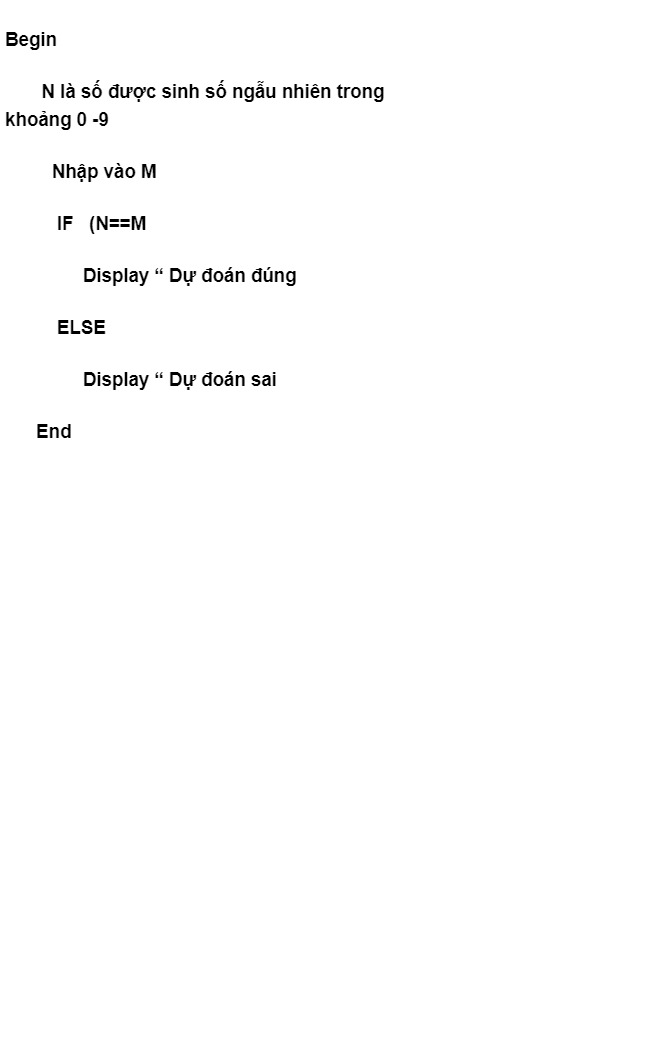 Begin
N là số được sinh số ngẫu nhiên trong
khoảng 0 -9
Nhập vào M
IF (N==M
Display “ Dự đoán đúng
ELSE
Display “ Dự đoán sai
End